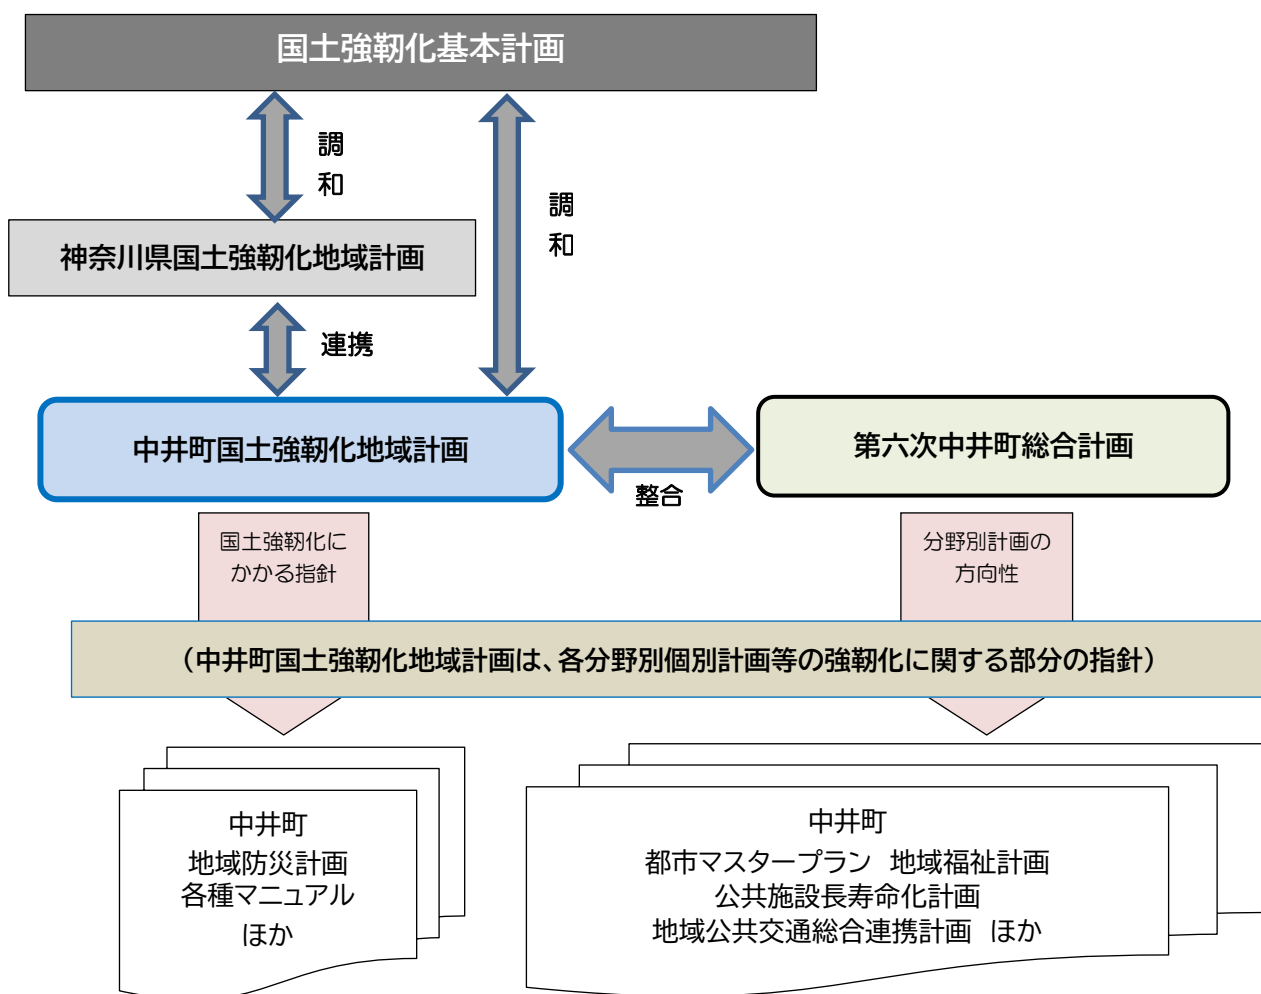 国土強靭化基本計画
調
和
調
和
神奈川県国土強靭化地域計画
連携
中井町国土強靭化地域計画
第六次中井町総合計画
整合
国土強靭化に
かかる指針
分野別計画の
方向性
（中井町国土強靭化地域計画は、各分野別個別計画等の強靭化に関する部分の指針）
中井町
地域防災計画
各種マニュアル
ほか
中井町
都市マスタープラン　地域福祉計画
公共施設長寿命化計画
地域公共交通総合連携計画　ほか